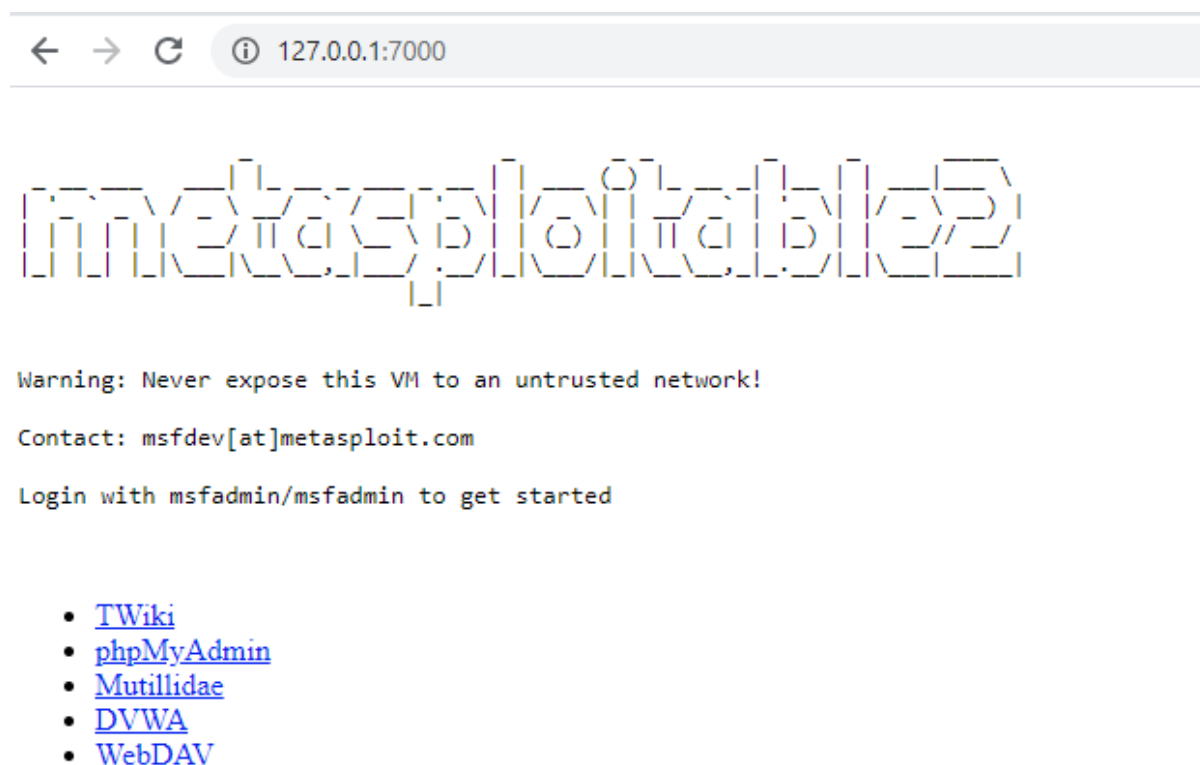 127.0.0.1:7000
metasploitable2
Warning: Never expose this VM to an untrusted network!
Contact: msfdev[at]metasploit.com
Login with msfadmin/msfadmin to get started
TWiki
phpMyAdmin
Mutillidae
DVWA
WebDAV